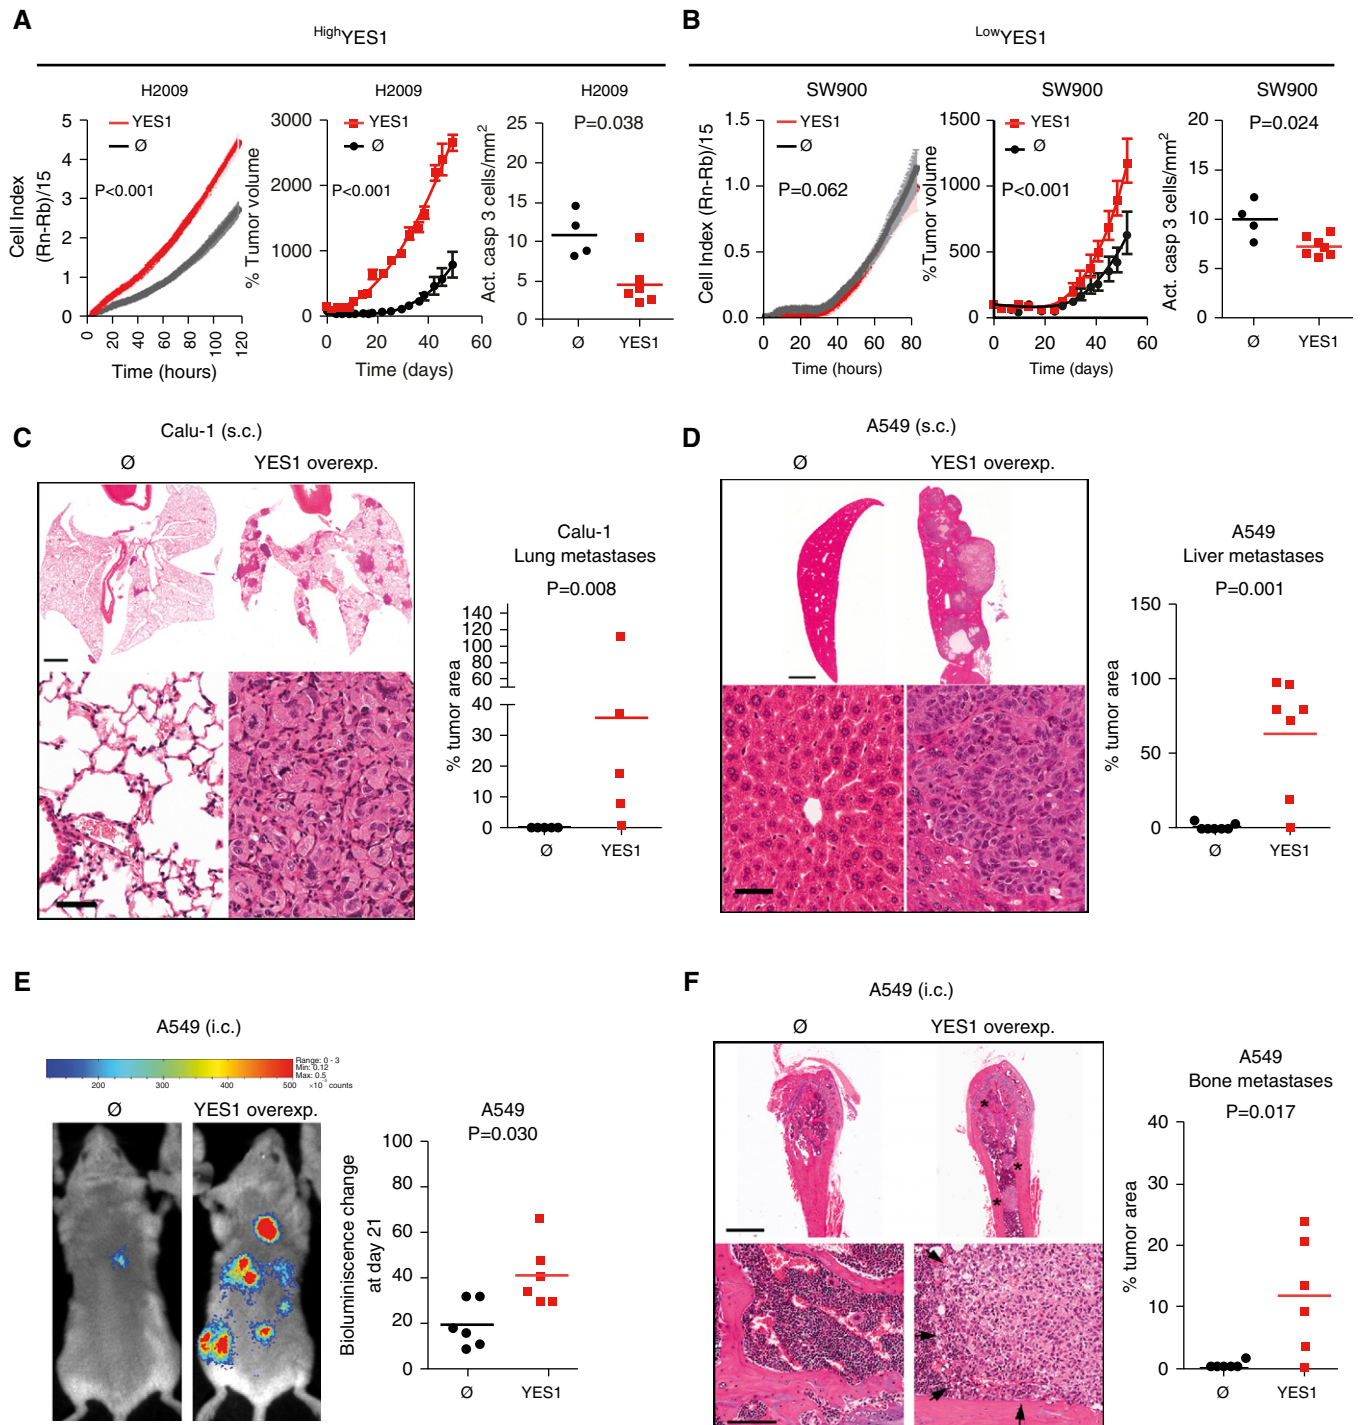 A
HighYES1
H2009
H2009
H2009
YES1
Ø
P<0.001
Cell Index
(Rn-Rb)/15
5
4
3
2
1
0
0
20
40
60
80
100
120
Time (hours)
YES1
Ø
P<0.001
% Tumor volume
3000
2000
1000
0
0
20
40
60
Time (days)
P=0.038
Act. casp 3 cells/mm2
25
20
15
10
5
0
Ø
YES1
B
LowYES1
SW900
SW900
SW900
YES1
Ø
P=0.062
Cell Index (Rn-Rb)/15
1.5
1.0
0.5
0.0
0
20
40
60
80
Time (hours)
YES1
Ø
P<0.001
%Tumor volume
1500
1000
500
0
0
20
40
60
Time (days)
P=0.024
Act. casp 3 cells/mm2
20
15
10
5
0
Ø
YES1
C
Calu-1 (s.c.)
Ø
YES1 overexp.
Calu-1
Lung metastases
P=0.008
% tumor area
140
120
100
80
60
40
30
20
10
0
Ø
YES1
D
A549 (s.c.)
Ø
YES1 overexp.
A549
Liver metastases
P=0.001
% tumor area
150
100
50
0
Ø
YES1
E
A549 (i.c.)
Range: 0 - 3
Min: 0.12
Max: 0.5
200
300
400
500
×10⁻³ counts
Ø
YES1 overexp.
A549
P=0.030
Bioluminiscence change
at day 21
100
80
60
40
20
0
Ø
YES1
F
A549 (i.c.)
Ø
YES1 overexp.
*
*
*
A549
Bone metastases
P=0.017
% tumor area
40
30
20
10
0
Ø
YES1